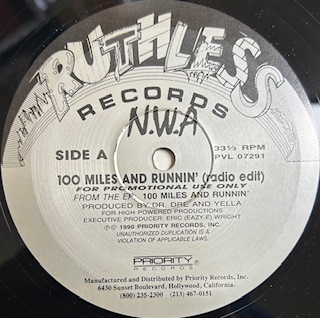 RUTHLESS
RECORDS
N.W.A
SIDE A
33⅓ RPM
PVL 07291
100 MILES AND RUNNIN' (radio edit)
FOR PROMOTIONAL USE ONLY
FROM THE EP: 100 MILES AND RUNNIN'
PRODUCED BY DR. DRE AND YELLA
FOR HIGH POWERED PRODUCTIONS
EXECUTIVE PRODUCER: ERIC (EAZY-E) WRIGHT
℗ © 1990 PRIORITY RECORDS, INC.
UNAUTHORIZED DUPLICATION IS A
VIOLATION OF APPLICABLE LAWS.
PRIORITY
RECORDS
Manufactured and Distributed by Priority Records, Inc.
6430 Sunset Boulevard, Hollywood, California.
(800) 235-2300 (213) 467-0151